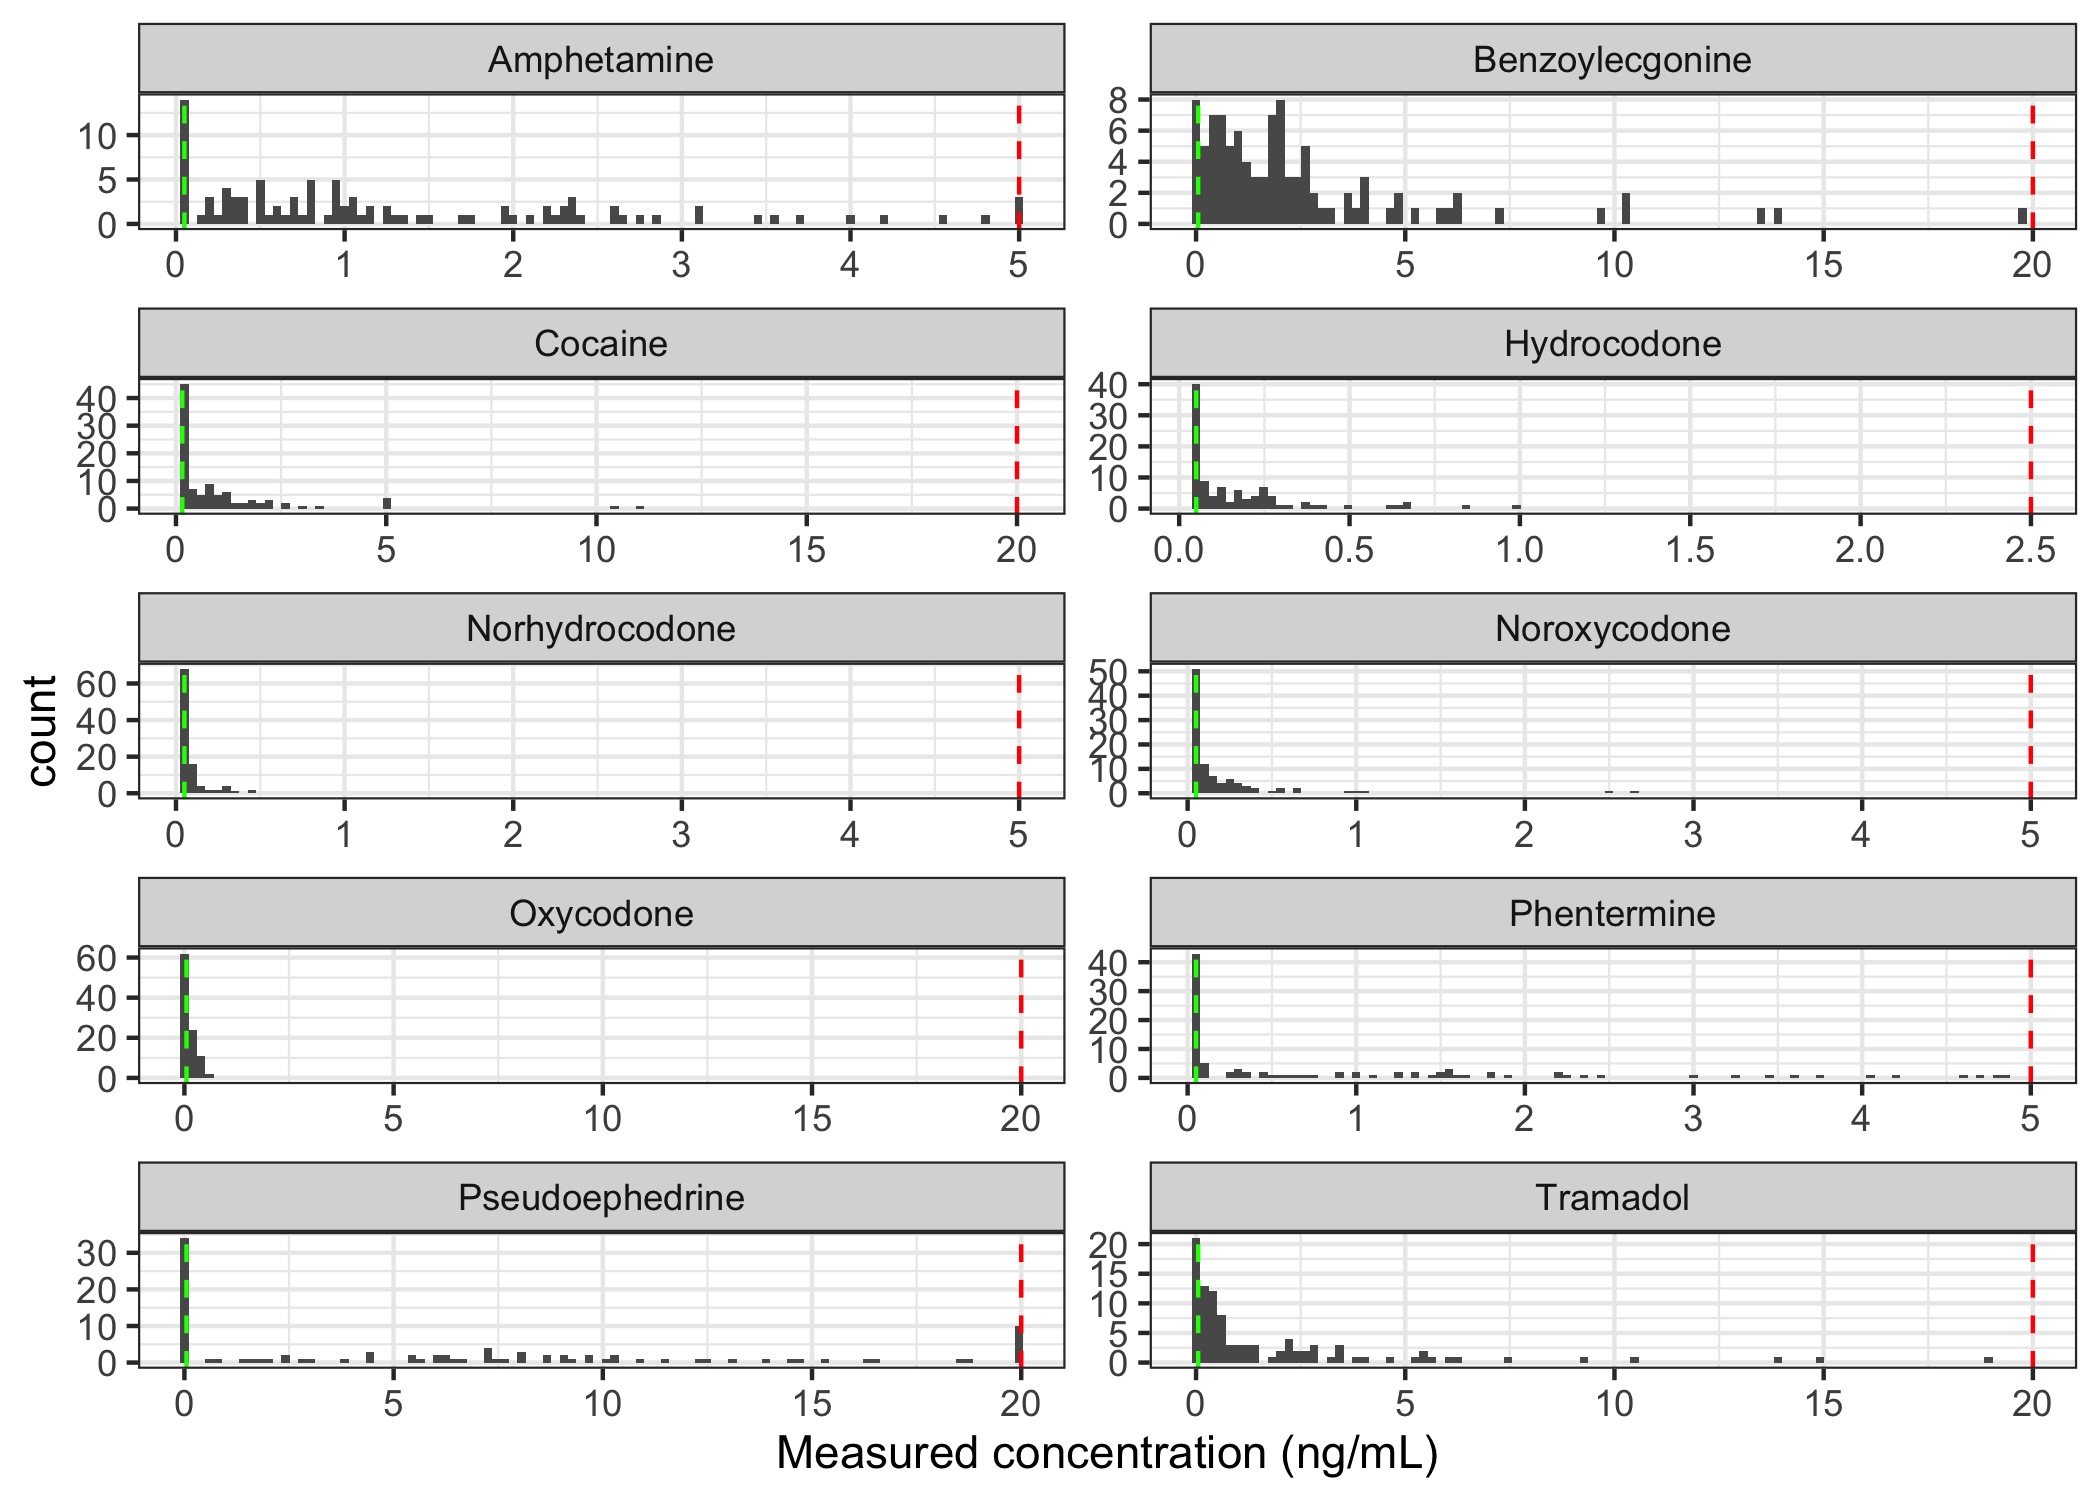 Amphetamine
10
5
0
0 1 2 3 4 5
Benzoylecgonine
8
6
4
2
0
0 5 10 15 20
Cocaine
40
30
20
10
0
0 5 10 15 20
Hydrocodone
40
30
20
10
0
0.0 0.5 1.0 1.5 2.0 2.5
Norhydrocodone
60
40
20
0
0 1 2 3 4 5
Noroxycodone
50
40
30
20
10
0
0 1 2 3 4 5
Oxycodone
60
40
20
0
0 5 10 15 20
Phentermine
40
30
20
10
0
0 1 2 3 4 5
Pseudoephedrine
30
20
10
0
0 5 10 15 20
Tramadol
20
15
10
5
0
0 5 10 15 20
count
Measured concentration (ng/mL)